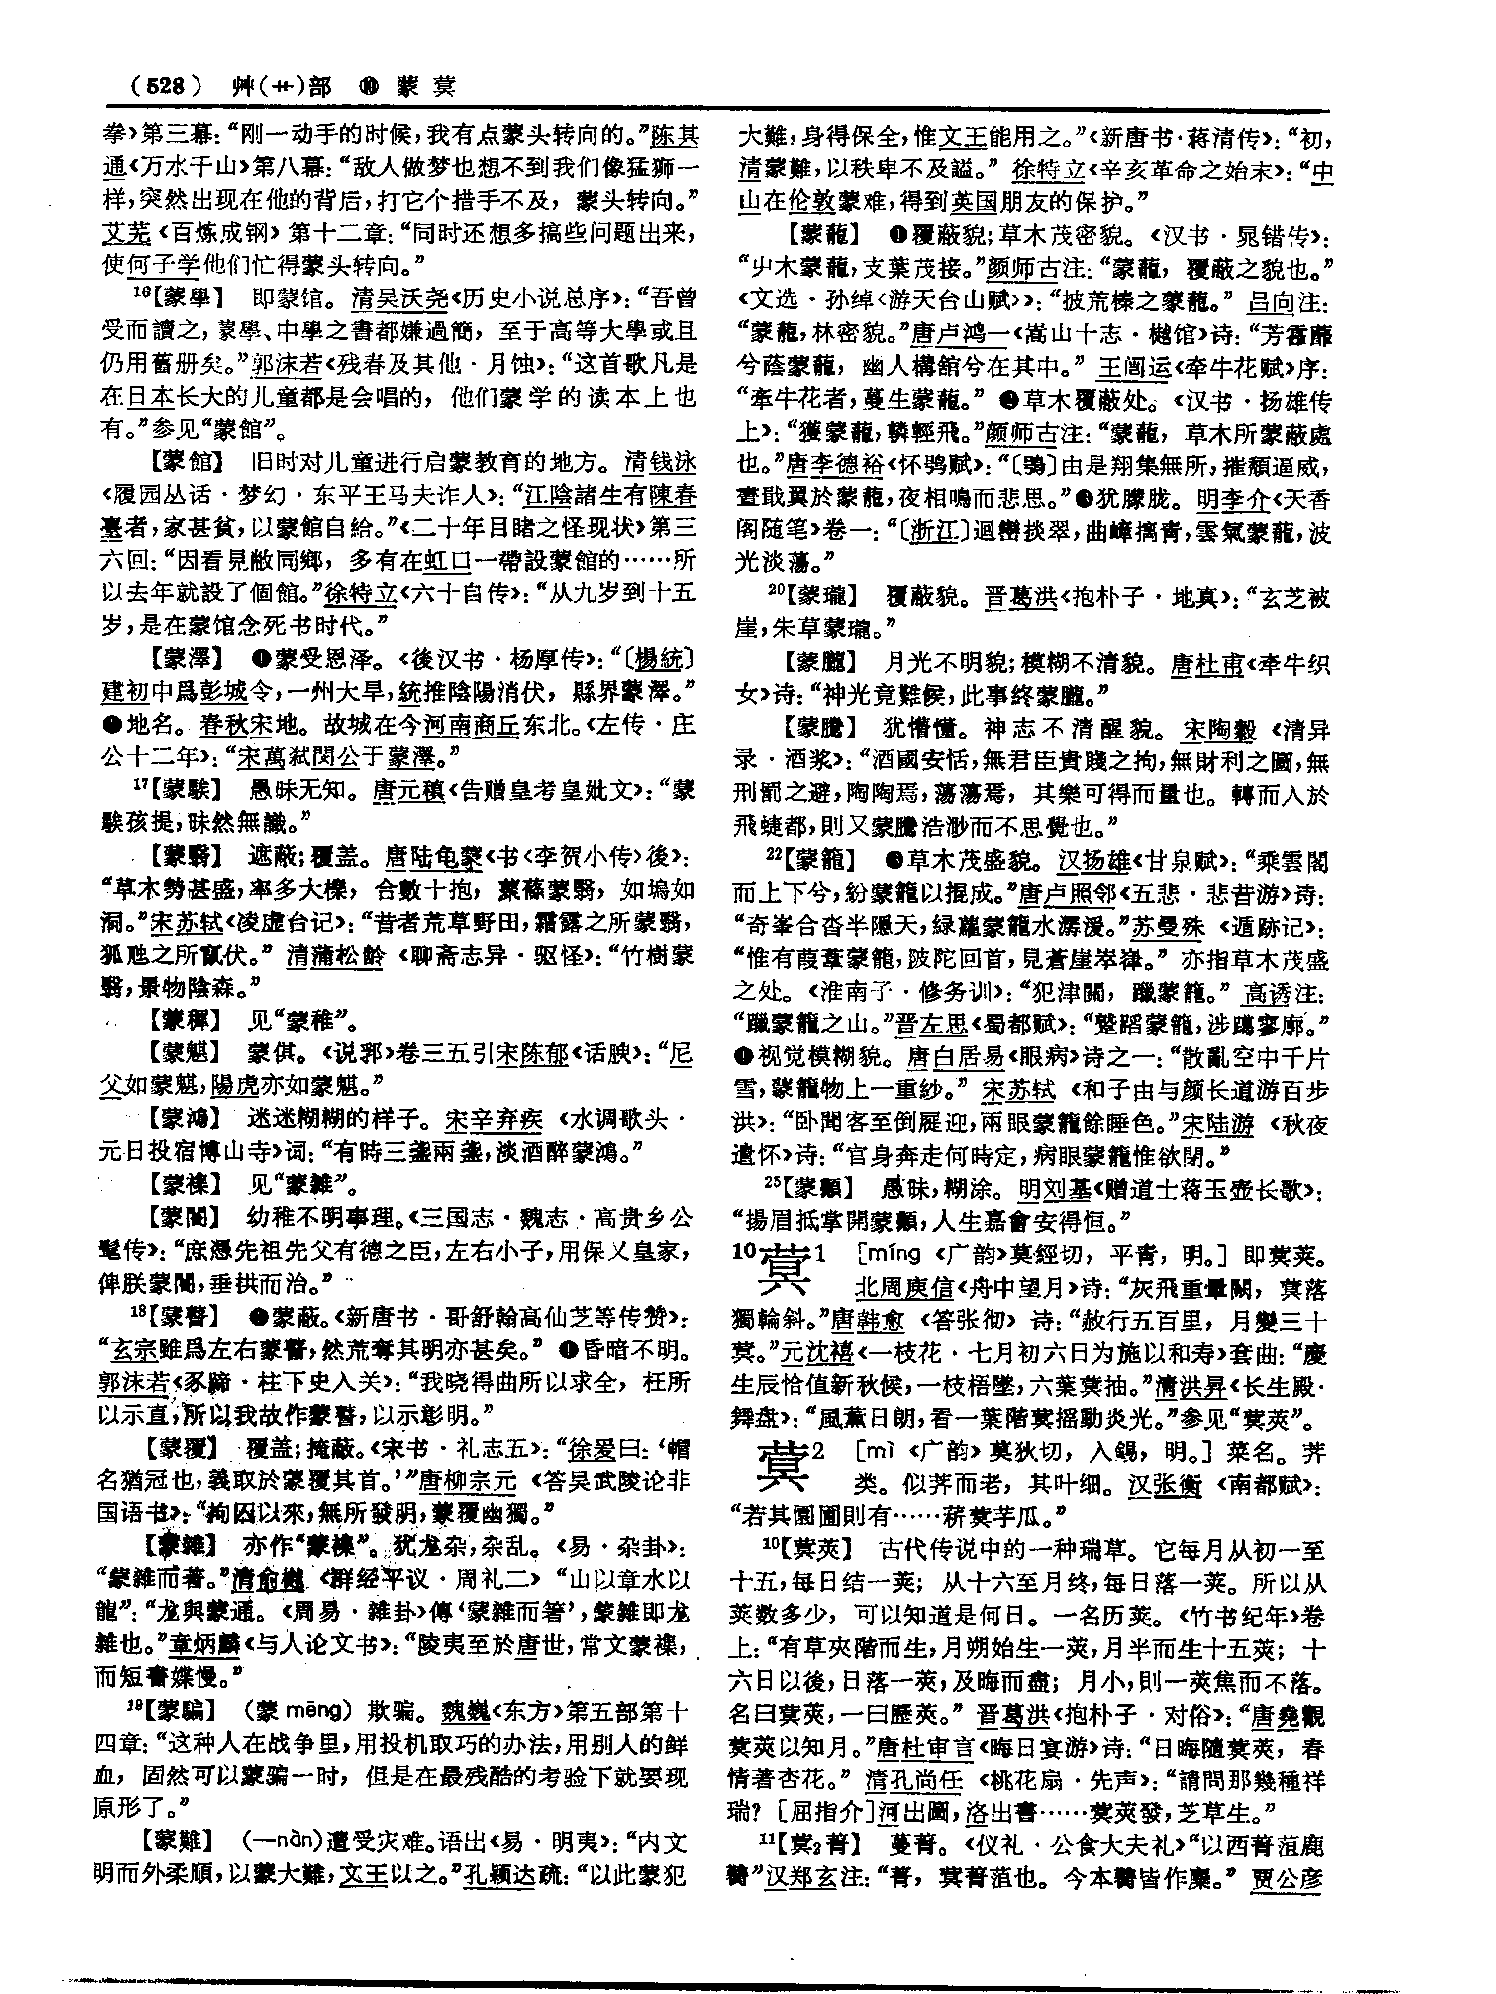 （528） 艸(艹)部 ⑩ 蒙 蓂
拳》第三幕：“刚一动手的时候，我有点蒙头转向的。”陈其
通《万水千山》第八幕：“敌人做梦也想不到我们像猛狮一
样，突然出现在他的背后，打它个措手不及，蒙头转向。”
艾芜《百炼成钢》第十二章：“同时还想多搞些问题出来，
使何子学他们忙得蒙头转向。”
16【蒙學】 即蒙馆。清吴沃尧《历史小说总序》：“吾曾
受而讀之，蒙學、中學之書都嫌過簡，至于高等大學或且
仍用舊册矣。”郭沫若《残春及其他·月蚀》：“这首歌凡是
在日本长大的儿童都是会唱的，他们蒙学的读本上也
有。”参见“蒙館”。
【蒙館】 旧时对儿童进行启蒙教育的地方。清钱泳
《履园丛话·梦幻·东平王马夫诈人》：“江陰諸生有陳春
臺者，家甚貧，以蒙館自給。”《二十年目睹之怪现状》第三
六回：“因看見敝同鄉，多有在虹口一帶設蒙館的……所
以去年就設了個館。”徐特立《六十自传》：“从九岁到十五
岁，是在蒙馆念死书时代。”
【蒙澤】 ❶蒙受恩泽。《後汉书·杨厚传》：“〔楊統〕
建初中爲彭城令，一州大旱，統推陰陽消伏，縣界蒙澤。”
❷地名。春秋宋地。故城在今河南商丘东北。《左传·庄
公十二年》：“宋萬弑閔公于蒙澤。”
17【蒙騃】 愚昧无知。唐元稹《告赠皇考皇妣文》：“蒙
騃孩提，昧然無識。”
【蒙翳】 遮蔽；覆盖。唐陆龟蒙《书〈李贺小传〉後》：
“草木勢甚盛，率多大櫟，合數十抱，藂蓧蒙翳，如塢如
洞。”宋苏轼《凌虚台记》：“昔者荒草野田，霜露之所蒙翳，
狐虺之所竄伏。”清蒲松龄《聊斋志异·驱怪》：“竹樹蒙
翳，景物陰森。”
【蒙稺】 见“蒙稚”。
【蒙魌】 蒙倛。《说郛》卷三五引宋陈郁《话腴》：“尼
父如蒙魌，陽虎亦如蒙魌。”
【蒙鴻】 迷迷糊糊的样子。宋辛弃疾《水调歌头·
元日投宿博山寺》词：“有時三盞兩盞，淡酒醉蒙鴻。”
【蒙襍】 见“蒙雜”。
【蒙闇】 幼稚不明事理。《三国志·魏志·高贵乡公
髦传》：“庶憑先祖先父有德之臣，左右小子，用保乂皇家，
俾朕蒙闇，垂拱而治。”
18【蒙瞽】 ❶蒙蔽。《新唐书·哥舒翰高仙芝等传赞》：
“玄宗雖爲左右蒙瞽，然荒奪其明亦甚矣。”❷昏暗不明。
郭沫若《豕蹄·柱下史入关》：“我晓得曲所以求全，枉所
以示直，所以我故作蒙瞽，以示彰明。”
【蒙覆】 覆盖；掩蔽。《宋书·礼志五》：“徐爰曰：‘帽
名猶冠也，義取於蒙覆其首。’”唐柳宗元《答吴武陵论非
国语书》：“拘囚以來，無所發明，蒙覆幽獨。”
【蒙雜】 亦作“蒙襍”。犹尨杂，杂乱。《易·杂卦》：
“蒙雜而著。”清俞樾《群经平议·周礼二》“山以章水以
龍”：“尨與蒙通。《周易·雜卦》傳‘蒙雜而著’，蒙雜即尨
雜也。”章炳麟《与人论文书》：“陵夷至於唐世，常文蒙襍，
而短書媟慢。”
19【蒙骗】 （蒙 mēng）欺骗。魏巍《东方》第五部第十
四章：“这种人在战争里，用投机取巧的办法，用别人的鲜
血，固然可以蒙骗一时，但是在最残酷的考验下就要现
原形了。”
【蒙難】 （—nàn）遭受灾难。语出《易·明夷》：“内文
明而外柔順，以蒙大難，文王以之。”孔颖达疏：“以此蒙犯
大難，身得保全，惟文王能用之。”《新唐书·蒋清传》：“初，
清蒙難，以秩卑不及謚。”徐特立《辛亥革命之始末》：“中
山在伦敦蒙难，得到英国朋友的保护。”
【蒙蘢】 ❶覆蔽貌；草木茂密貌。《汉书·晁错传》：
“屮木蒙蘢，支葉茂接。”颜师古注：“蒙蘢，覆蔽之貌也。”
《文选·孙绰〈游天台山赋〉》：“披荒榛之蒙蘢。”吕向注：
“蒙蘢，林密貌。”唐卢鸿一《嵩山十志·樾馆》诗：“芳蘼蘿
兮蔭蒙蘢，幽人構館兮在其中。”王闿运《牵牛花赋》序：
“牽牛花者，蔓生蒙蘢。”❷草木覆蔽处。《汉书·扬雄传
上》：“獲蒙蘢，轔輕飛。”颜师古注：“蒙蘢，草木所蒙蔽處
也。”唐李德裕《怀鸮赋》：“〔鴞〕由是翔集無所，摧頹逼威，
晝戢翼於蒙蘢，夜相鳴而悲思。”❸犹朦胧。明李介《天香
阁随笔》卷一：“〔浙江〕迴巒掞翠，曲嶂摛青，雲氣蒙蘢，波
光淡蕩。”
20【蒙瓏】 覆蔽貌。晋葛洪《抱朴子·地真》：“玄芝被
崖，朱草蒙瓏。”
【蒙朧】 月光不明貌；模糊不清貌。唐杜甫《牵牛织
女》诗：“神光竟難候，此事終蒙朧。”
【蒙騰】 犹懵懂。神志不清醒貌。宋陶穀《清异
录·酒浆》：“酒國安恬，無君臣貴賤之拘，無財利之圖，無
刑罰之避，陶陶焉，蕩蕩焉，其樂可得而量也。轉而入於
飛蜨都，則又蒙騰浩渺而不思覺也。”
22【蒙籠】 ❶草木茂盛貌。汉扬雄《甘泉赋》：“乘雲閣
而上下兮，紛蒙籠以掍成。”唐卢照邻《五悲·悲昔游》诗：
“奇峯合沓半隱天，緑蘿蒙籠水潺湲。”苏曼殊《遁跡记》：
“惟有葭葦蒙籠，陂陀回首，見蒼崖崒嵂。”亦指草木茂盛
之处。《淮南子·修务训》：“犯津關，躐蒙籠。”高诱注：
“躐蒙籠之山。”晋左思《蜀都赋》：“蹩蹈蒙籠，涉躐寥廓。”
❷视觉模糊貌。唐白居易《眼病》诗之一：“散亂空中千片
雪，蒙籠物上一重紗。”宋苏轼《和子由与颜长道游百步
洪》：“卧聞客至倒屣迎，兩眼蒙籠餘睡色。”宋陆游《秋夜
遣怀》诗：“官身奔走何時定，病眼蒙籠惟欲閉。”
25【蒙顓】 愚昧，糊涂。明刘基《赠道士蒋玉壶长歌》：
“揚眉抵掌開蒙顓，人生嘉會安得恒。”
10蓂1 ［míng《广韵》莫經切，平青，明。］即蓂荚。
北周庾信《舟中望月》诗：“灰飛重暈闕，蓂落
獨輪斜。”唐韩愈《答张彻》诗：“赦行五百里，月變三十
蓂。”元沈禧《一枝花·七月初六日为施以和寿》套曲：“慶
生辰恰值新秋候，一枝梧墜，六葉蓂抽。”清洪昇《长生殿·
舞盘》：“風薰日朗，看一葉階蓂摇動炎光。”参见“蓂莢”。
蓂2 ［mì《广韵》莫狄切，入錫，明。］菜名。荠
类。似荠而老，其叶细。汉张衡《南都赋》：
“若其園圃則有……菥蓂芋瓜。”
10【蓂莢】 古代传说中的一种瑞草。它每月从初一至
十五，每日结一荚；从十六至月终，每日落一荚。所以从
荚数多少，可以知道是何日。一名历荚。《竹书纪年》卷
上：“有草夾階而生，月朔始生一莢，月半而生十五莢；十
六日以後，日落一莢，及晦而盡；月小，則一莢焦而不落。
名曰蓂莢，一曰歷莢。”晋葛洪《抱朴子·对俗》：“唐堯觀
蓂莢以知月。”唐杜审言《晦日宴游》诗：“日晦隨蓂莢，春
情著杏花。”清孔尚任《桃花扇·先声》：“請問那幾種祥
瑞？［屈指介］河出圖，洛出書……蓂莢發，芝草生。”
11【蓂2菁】 蔓菁。《仪礼·公食大夫礼》“以西菁菹鹿
臡”汉郑玄注：“菁，蓂菁菹也。今本臡皆作麋。”贾公彦